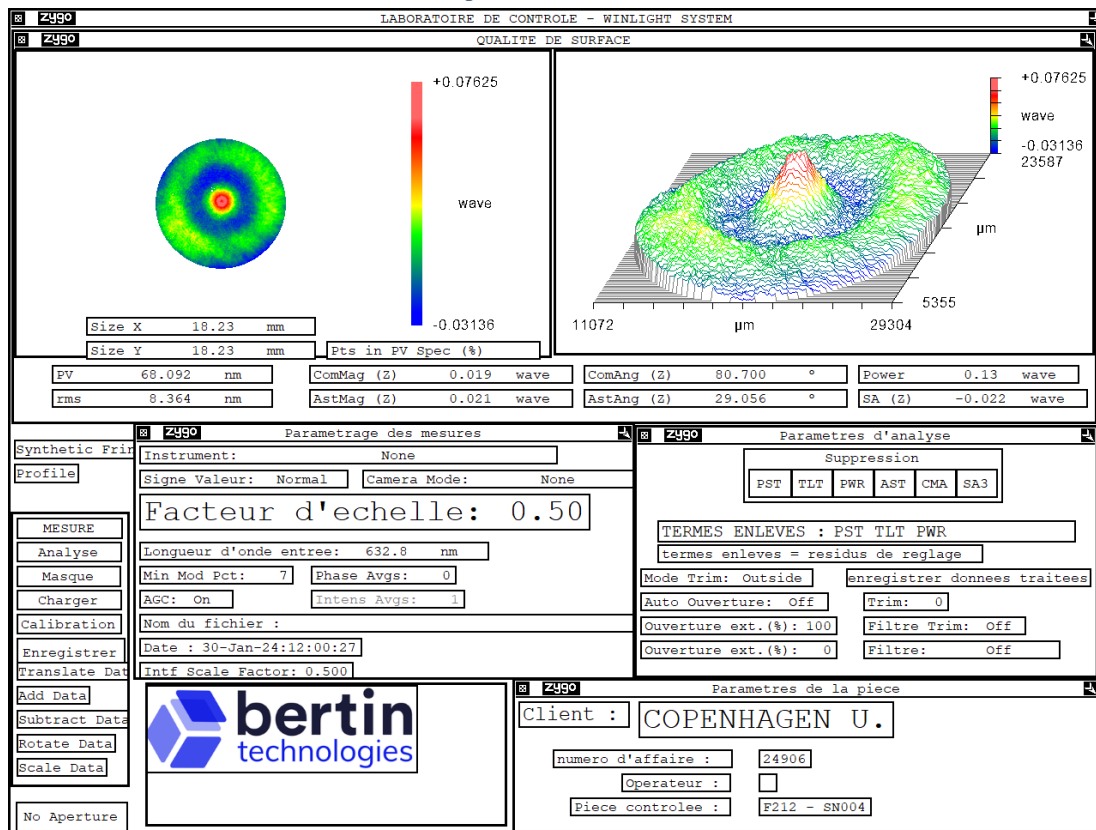 zygo LABORATOIRE DE CONTROLE - WINLIGHT SYSTEM
zygo QUALITE DE SURFACE
+0.07625
wave
-0.03136
+0.07625
wave
-0.03136
23587
µm
5355
11072 µm 29304
Size X 18.23 mm
Size Y 18.23 mm
Pts in PV Spec (%)
PV 68.092 nm
ComMag (Z) 0.019 wave
ComAng (Z) 80.700 °
Power 0.13 wave
rms 8.364 nm
AstMag (Z) 0.021 wave
AstAng (Z) 29.056 °
SA (Z) -0.022 wave
Synthetic Frin
Profile
MESURE
Analyse
Masque
Charger
Calibration
Enregistrer
Translate Dat
Add Data
Subtract Data
Rotate Data
Scale Data
No Aperture
zygo Parametrage des mesures
Instrument: None
Signe Valeur: Normal
Camera Mode: None
Facteur d'echelle: 0.50
Longueur d'onde entree: 632.8 nm
Min Mod Pct: 7
Phase Avgs: 0
AGC: On
Intens Avgs: 1
Nom du fichier :
Date : 30-Jan-24:12:00:27
Intf Scale Factor: 0.500
zygo Parametres d'analyse
Suppression
PST TLT PWR AST CMA SA3
TERMES ENLEVES : PST TLT PWR
termes enleves = residus de reglage
Mode Trim: Outside
enregistrer donnees traitees
Auto Ouverture: Off
Trim: 0
Ouverture ext.(%): 100
Filtre Trim: Off
Ouverture ext.(%): 0
Filtre: Off
bertin
technologies
zygo Parametres de la piece
Client : COPENHAGEN U.
numero d'affaire : 24906
Operateur :
Piece controlee : F212 - SN004